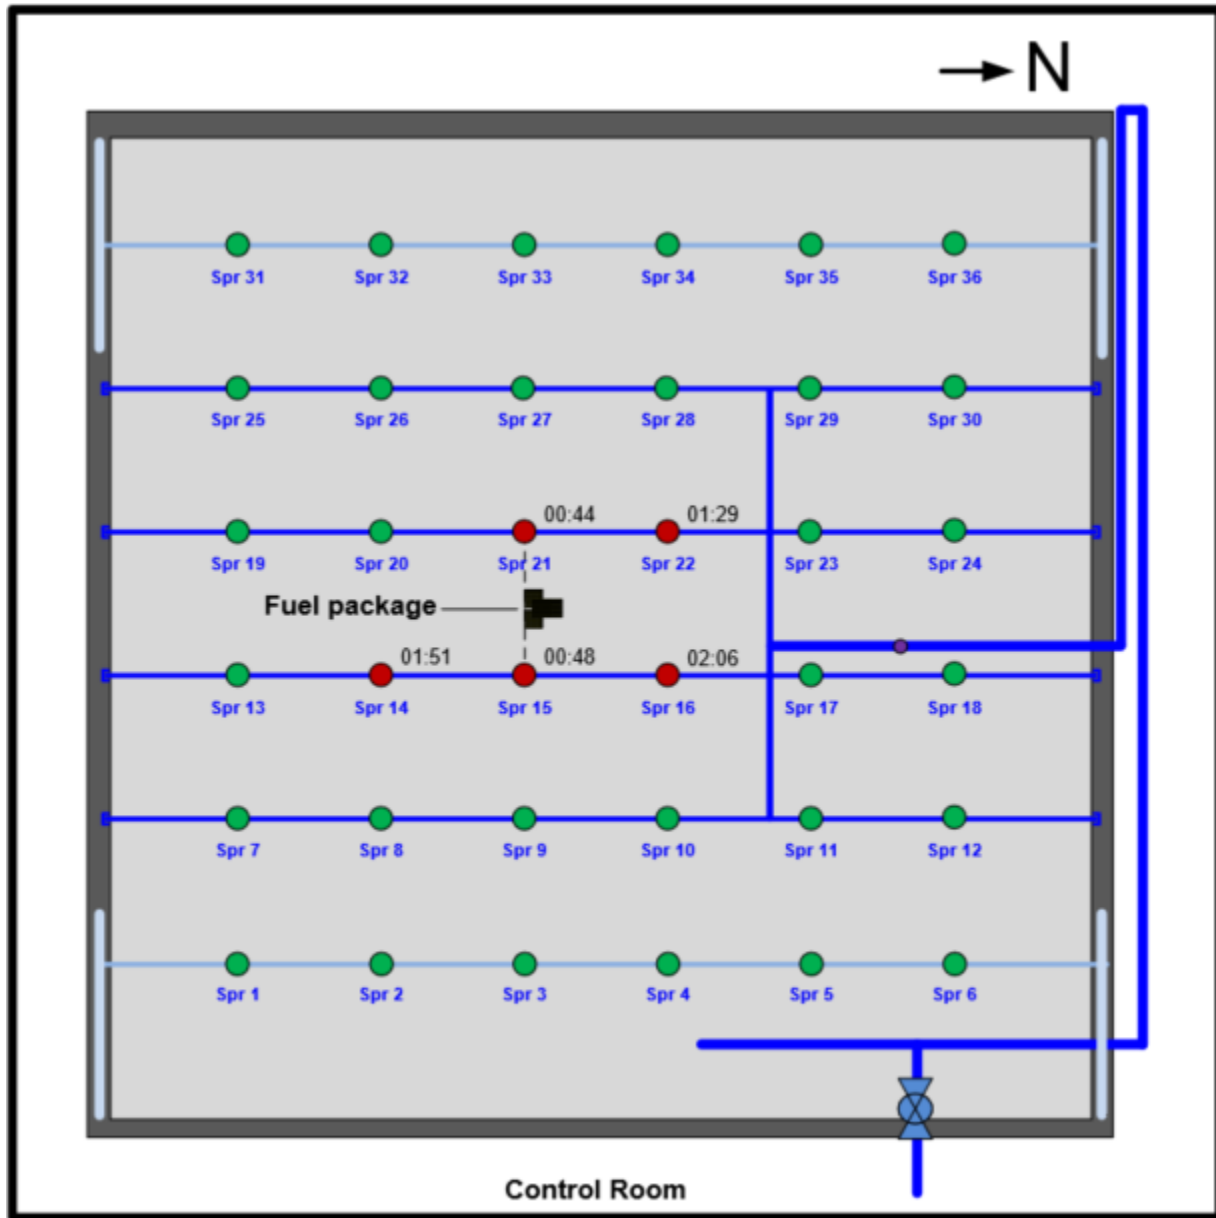 N
Spr 31 Spr 32 Spr 33 Spr 34 Spr 35 Spr 36
Spr 25 Spr 26 Spr 27 Spr 28 Spr 29 Spr 30
00:44 01:29
Spr 19 Spr 20 Spr 21 Spr 22 Spr 23 Spr 24
Fuel package
01:51 00:48 02:06
Spr 13 Spr 14 Spr 15 Spr 16 Spr 17 Spr 18
Spr 7 Spr 8 Spr 9 Spr 10 Spr 11 Spr 12
Spr 1 Spr 2 Spr 3 Spr 4 Spr 5 Spr 6
Control Room